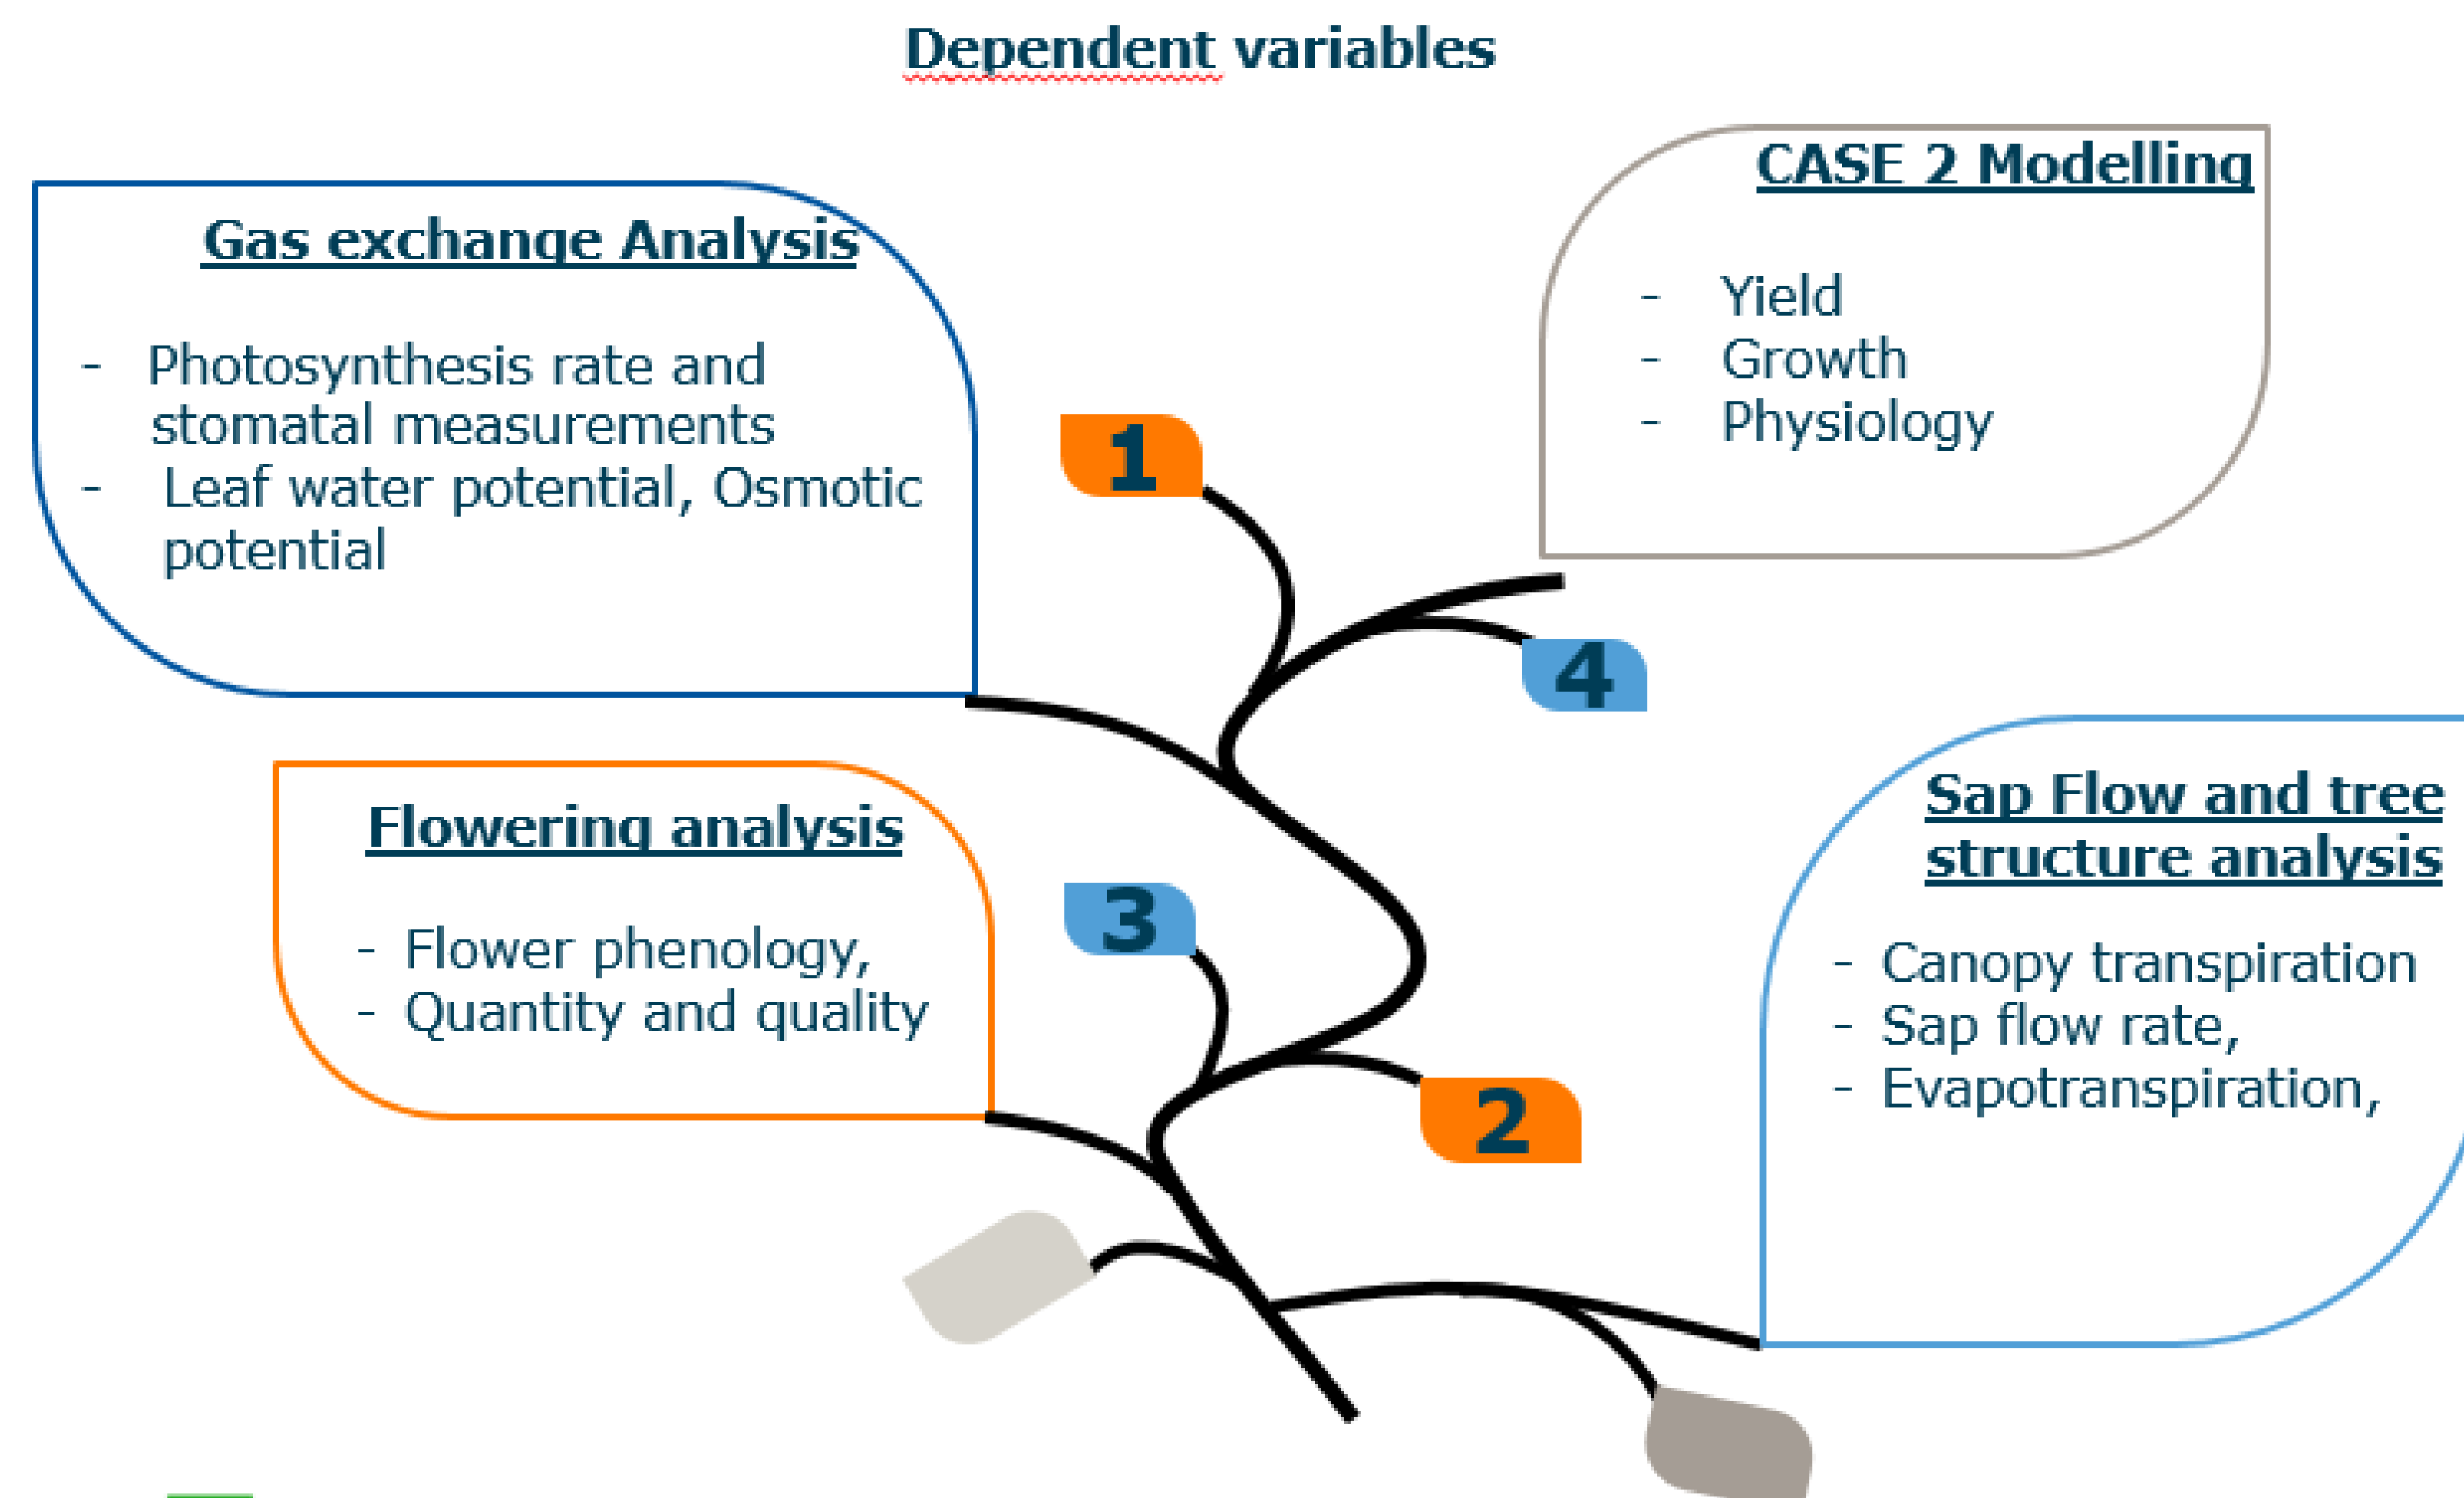 Dependent variables
Gas exchange Analysis
- Photosynthesis rate and
stomatal measurements
- Leaf water potential, Osmotic
potential
1
CASE 2 Modelling
- Yield
- Growth
- Physiology
4
Flowering analysis
- Flower phenology,
- Quantity and quality
3
2
Sap Flow and tree
structure analysis
- Canopy transpiration
- Sap flow rate,
- Evapotranspiration,